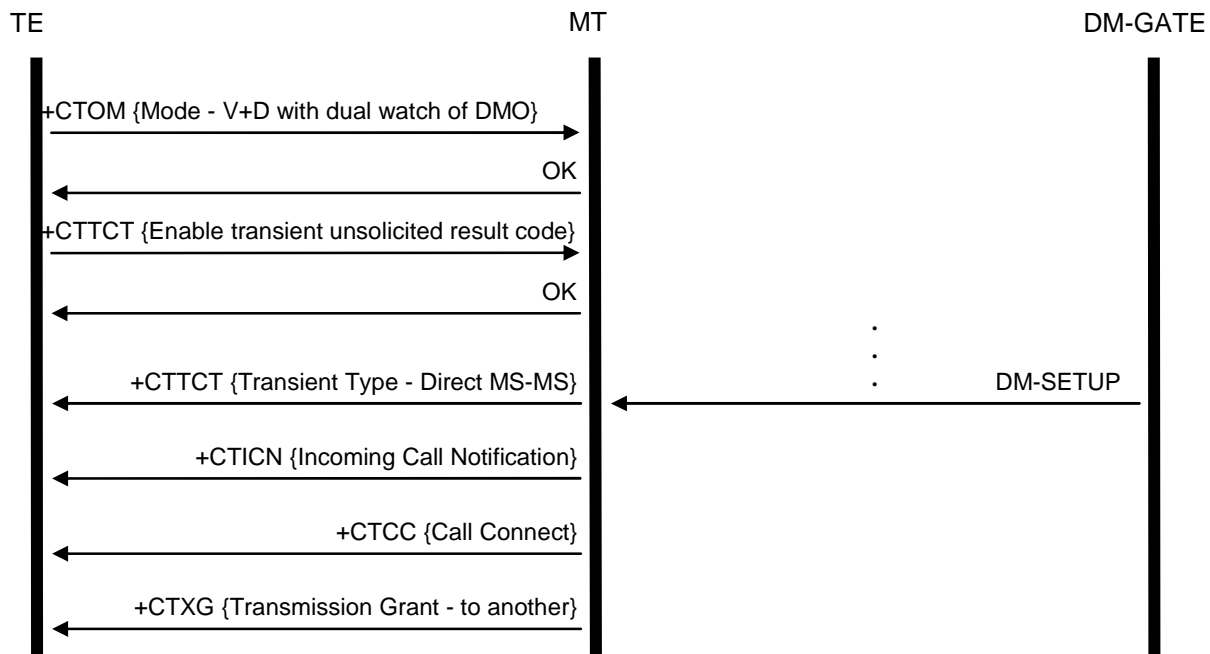 TE MT DM-GATE
+CTOM {Mode - V+D with dual watch of DMO}
OK
+CTTCT {Enable transient unsolicited result code}
OK
+CTTCT {Transient Type - Direct MS-MS} DM-SETUP
+CTICN {Incoming Call Notification}
+CTCC {Call Connect}
+CTXG {Transmission Grant - to another}